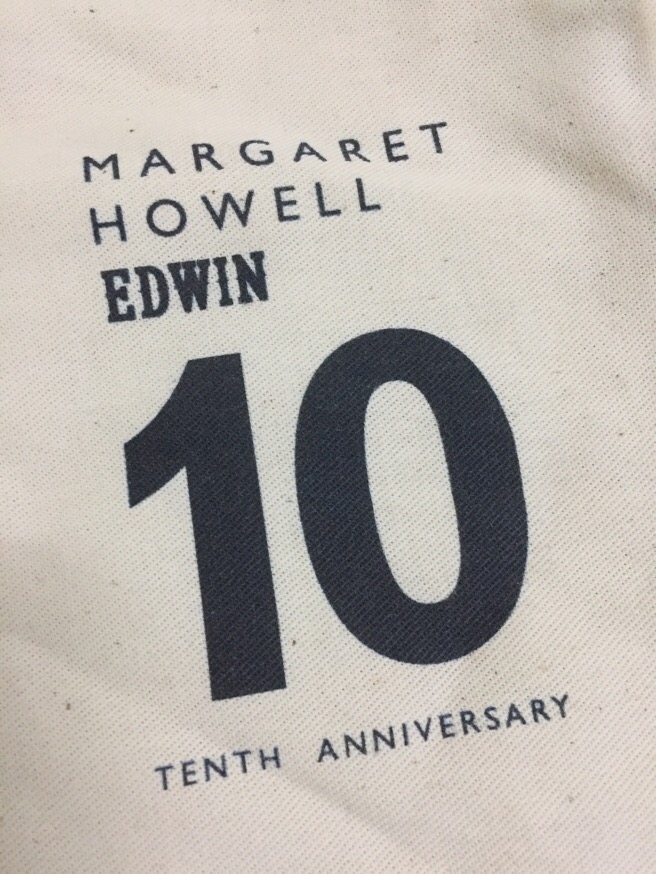 MARGARET
HOWELL
EDWIN
10
TENTH ANNIVERSARY